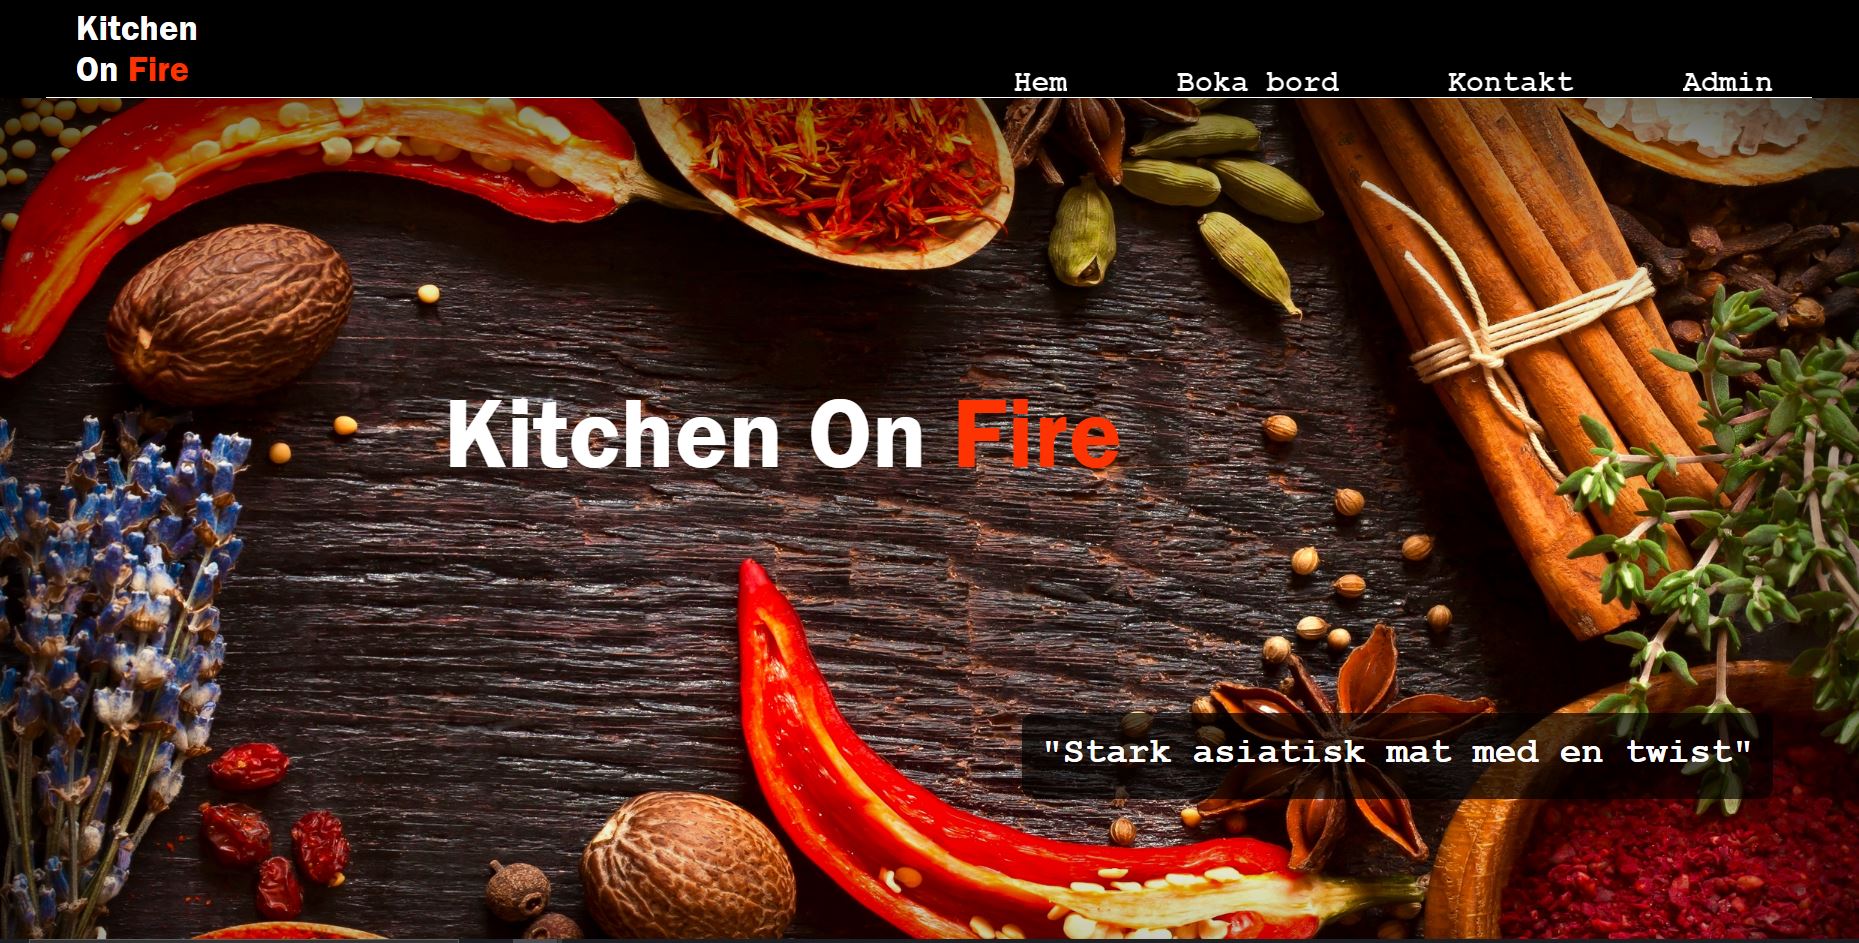 Kitchen
On Fire
Hem Boka bord Kontakt Admin
Kitchen On Fire
"Stark asiatisk mat med en twist"